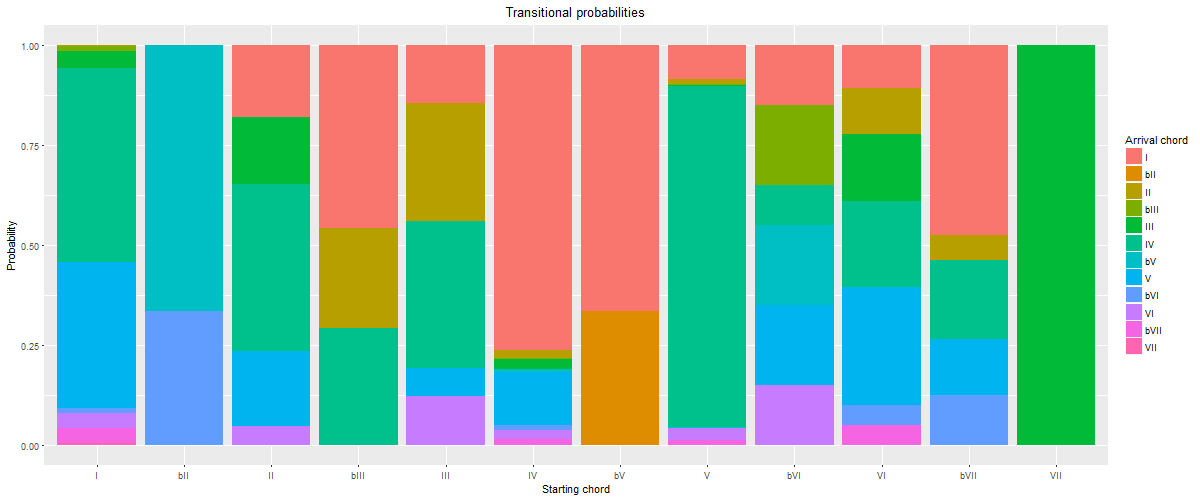 Transitional probabilities
1.00
0.75
0.50
0.25
0.00
Probability
I bII II bIII III IV bV V bVI VI bVII VII
Starting chord
Arrival chord
I
bII
II
bIII
III
IV
bV
V
bVI
VI
bVII
VII